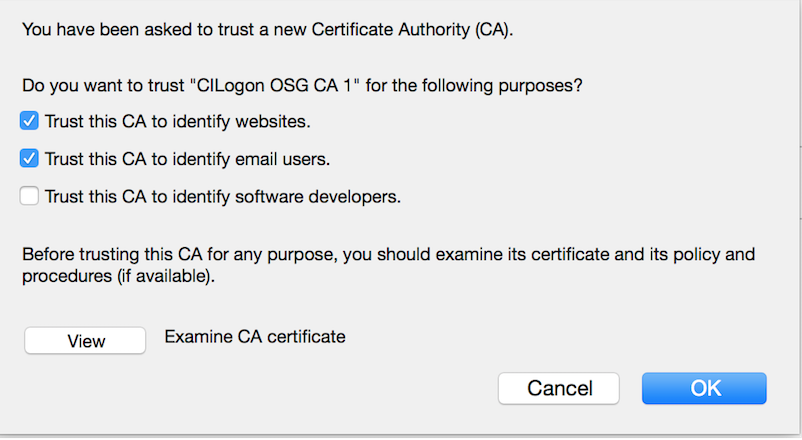 You have been asked to trust a new Certificate Authority (CA).
Do you want to trust "CILogon OSG CA 1" for the following purposes?
Trust this CA to identify websites.
Trust this CA to identify email users.
Trust this CA to identify software developers.
Before trusting this CA for any purpose, you should examine its certificate and its policy and
procedures (if available).
View Examine CA certificate
Cancel OK